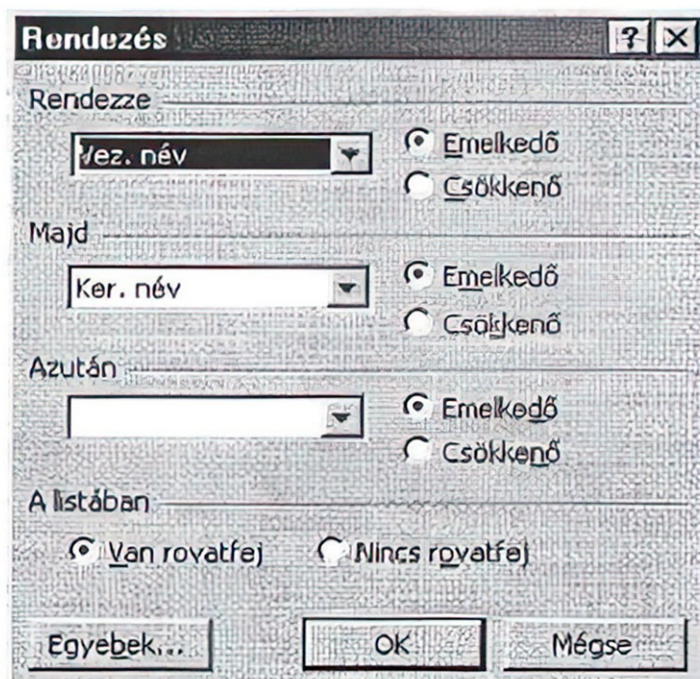 Rendezés
Rendezze
Vez. név
Emelkedő
Csökkenő
Majd
Ker. név
Emelkedő
Csökkenő
Azután
Emelkedő
Csökkenő
A listában
Van rovatfej
Nincs rovatfej
Egyebek...
OK
Mégse